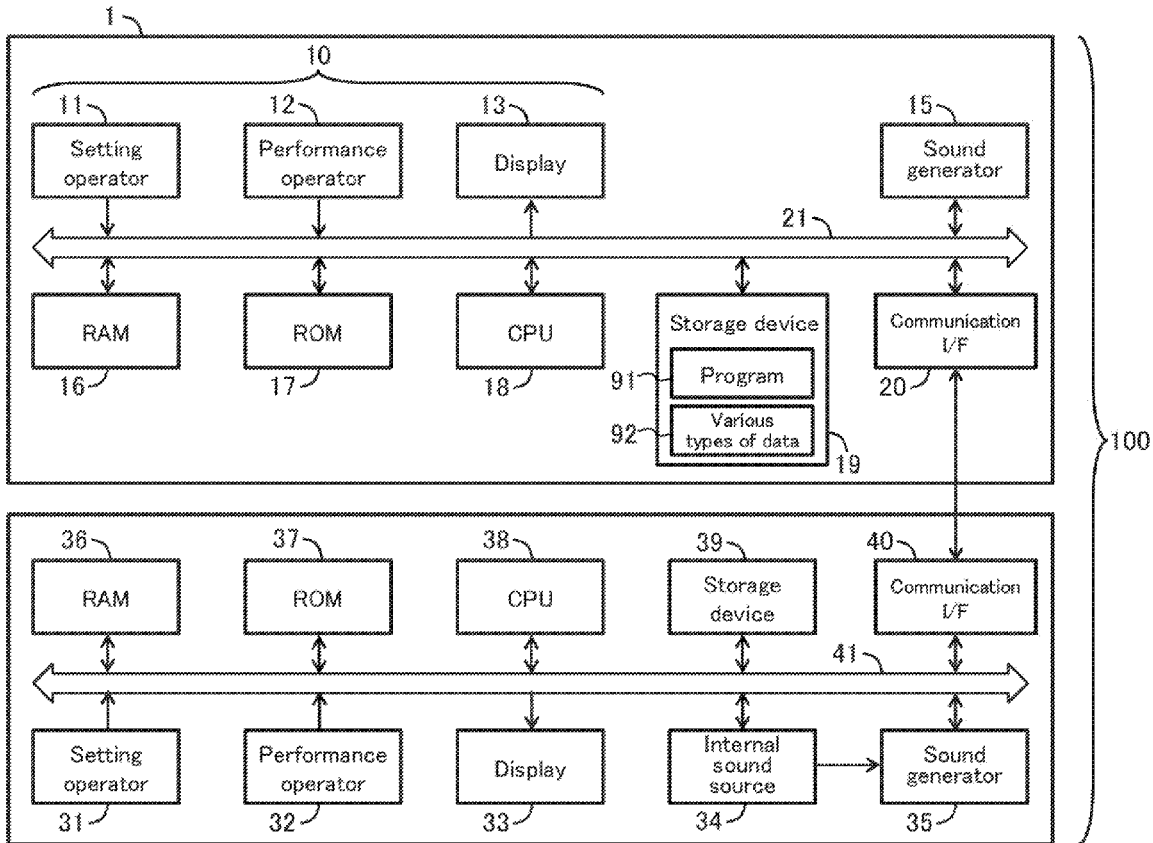 1
10
11
12
13
15
Setting
operator
Performance
operator
Display
Sound
generator
21
RAM
ROM
CPU
Storage device
Program
Various
types of data
Communication
I/F
91
92
16
17
18
19
20
100
36
37
38
39
40
RAM
ROM
CPU
Storage
device
Communication
I/F
41
Setting
operator
Performance
operator
Display
Internal
sound
source
Sound
generator
31
32
33
34
35